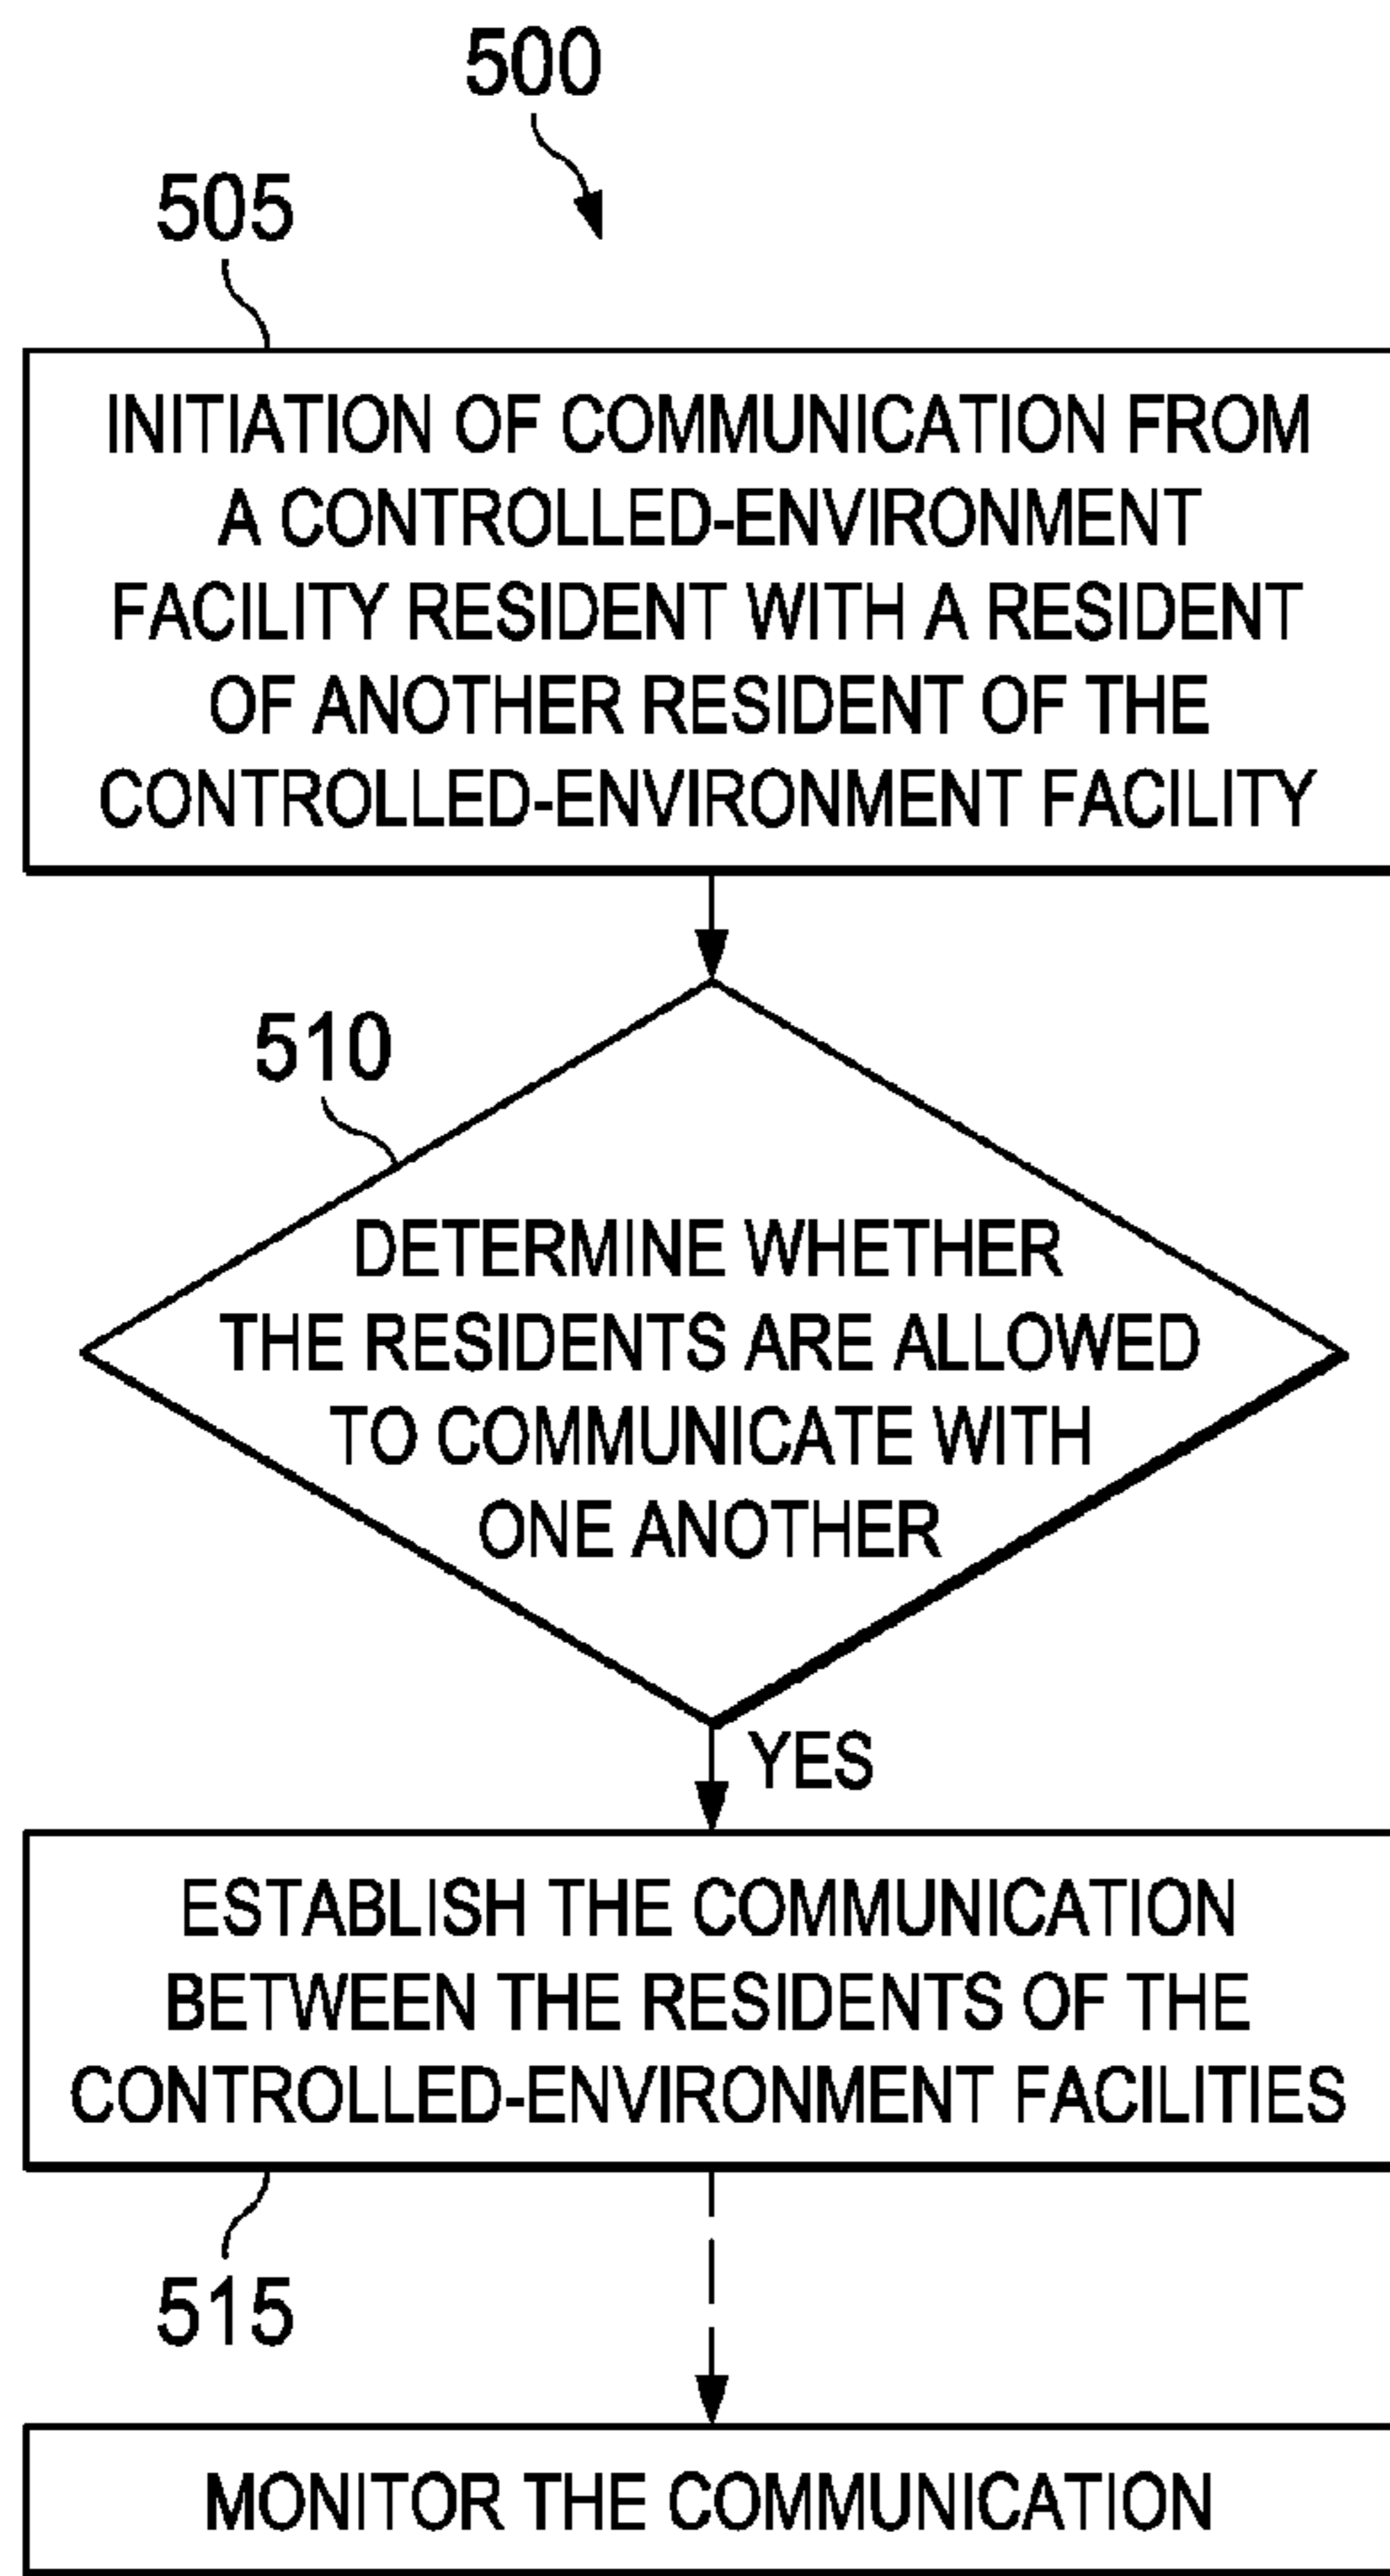 500
505
INITIATION OF COMMUNICATION FROM
A CONTROLLED-ENVIRONMENT
FACILITY RESIDENT WITH A RESIDENT
OF ANOTHER RESIDENT OF THE
CONTROLLED-ENVIRONMENT FACILITY
510
DETERMINE WHETHER
THE RESIDENTS ARE ALLOWED
TO COMMUNICATE WITH
ONE ANOTHER
YES
ESTABLISH THE COMMUNICATION
BETWEEN THE RESIDENTS OF THE
CONTROLLED-ENVIRONMENT FACILITIES
515
MONITOR THE COMMUNICATION